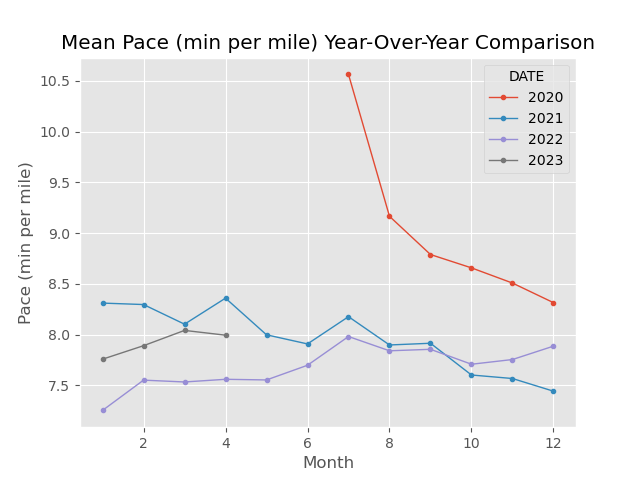 Mean Pace (min per mile) Year-Over-Year Comparison
DATE
2020
2021
2022
2023
10.5
10.0
9.5
9.0
8.5
8.0
7.5
Pace (min per mile)
2 4 6 8 10 12
Month